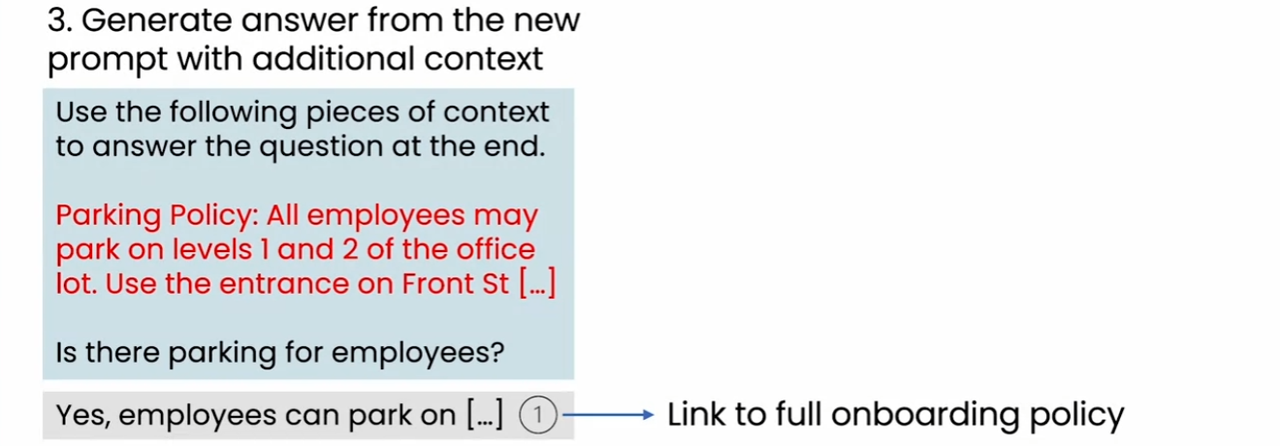 3. Generate answer from the new
prompt with additional context
Use the following pieces of context
to answer the question at the end.
Parking Policy: All employees may
park on levels 1 and 2 of the office
lot. Use the entrance on Front St [...]
Is there parking for employees?
Yes, employees can park on [...] 1
Link to full onboarding policy